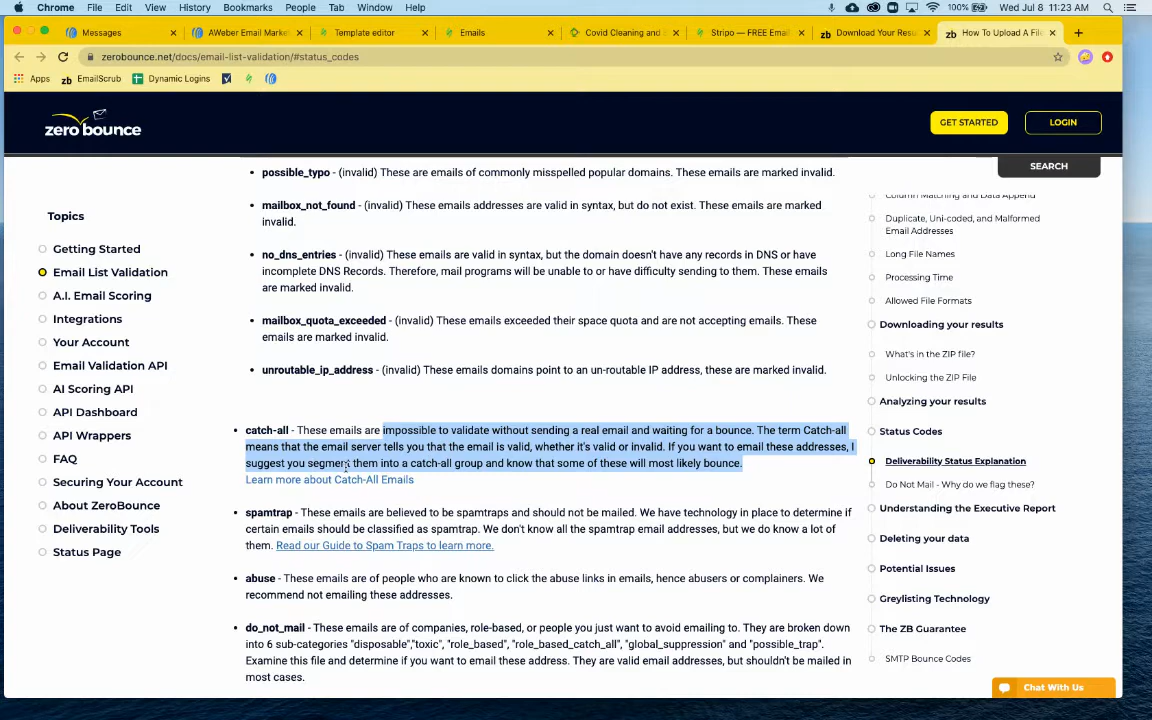 Chrome File Edit View History Bookmarks People Tab Window Help 100% Wed Jul 8 11:23 AM
Messages AWeber Email Market Template editor Emails Covid Cleaning and Stripo — FREE Email Download Your Resu How To Upload A File
zerobounce.net/docs/email-list-validation/#status_codes
Apps zb EmailScrub Dynamic Logins
zero bounce
GET STARTED
LOGIN
SEARCH
Topics
Getting Started
Email List Validation
A.I. Email Scoring
Integrations
Your Account
Email Validation API
AI Scoring API
API Dashboard
API Wrappers
FAQ
Securing Your Account
About ZeroBounce
Deliverability Tools
Status Page
• possible_typo - (invalid) These are emails of commonly misspelled popular domains. These emails are marked invalid.
• mailbox_not_found - (invalid) These emails addresses are valid in syntax, but do not exist. These emails are marked
invalid.
• no_dns_entries - (invalid) These emails are valid in syntax, but the domain doesn't have any records in DNS or have
incomplete DNS Records. Therefore, mail programs will be unable to or have difficulty sending to them. These emails
are marked invalid.
• mailbox_quota_exceeded - (invalid) These emails exceeded their space quota and are not accepting emails. These
emails are marked invalid.
• unroutable_ip_address - (invalid) These emails domains point to an un-routable IP address, these are marked invalid.
• catch-all - These emails are impossible to validate without sending a real email and waiting for a bounce. The term Catch-all
means that the email server tells you that the email is valid, whether it's valid or invalid. If you want to email these addresses, I
suggest you segment them into a catch-all group and know that some of these will most likely bounce.
Learn more about Catch-All Emails
• spamtrap - These emails are believed to be spamtraps and should not be mailed. We have technology in place to determine if
certain emails should be classified as spamtrap. We don't know all the spamtrap email addresses, but we do know a lot of
them. Read our Guide to Spam Traps to learn more.
• abuse - These emails are of people who are known to click the abuse links in emails, hence abusers or complainers. We
recommend not emailing these addresses.
• do_not_mail - These emails are of companies, role-based, or people you just want to avoid emailing to. They are broken down
into 6 sub-categories "disposable","toxic", "role_based", "role_based_catch_all", "global_suppression" and "possible_trap".
Examine this file and determine if you want to email these address. They are valid email addresses, but shouldn't be mailed in
most cases.
Column Matching and Data Append
Duplicate, Uni-coded, and Malformed
Email Addresses
Long File Names
Processing Time
Allowed File Formats
Downloading your results
What's in the ZIP file?
Unlocking the ZIP File
Analyzing your results
Status Codes
Deliverability Status Explanation
Do Not Mail - Why do we flag these?
Understanding the Executive Report
Deleting your data
Potential Issues
Greylisting Technology
The ZB Guarantee
SMTP Bounce Codes
Chat With Us